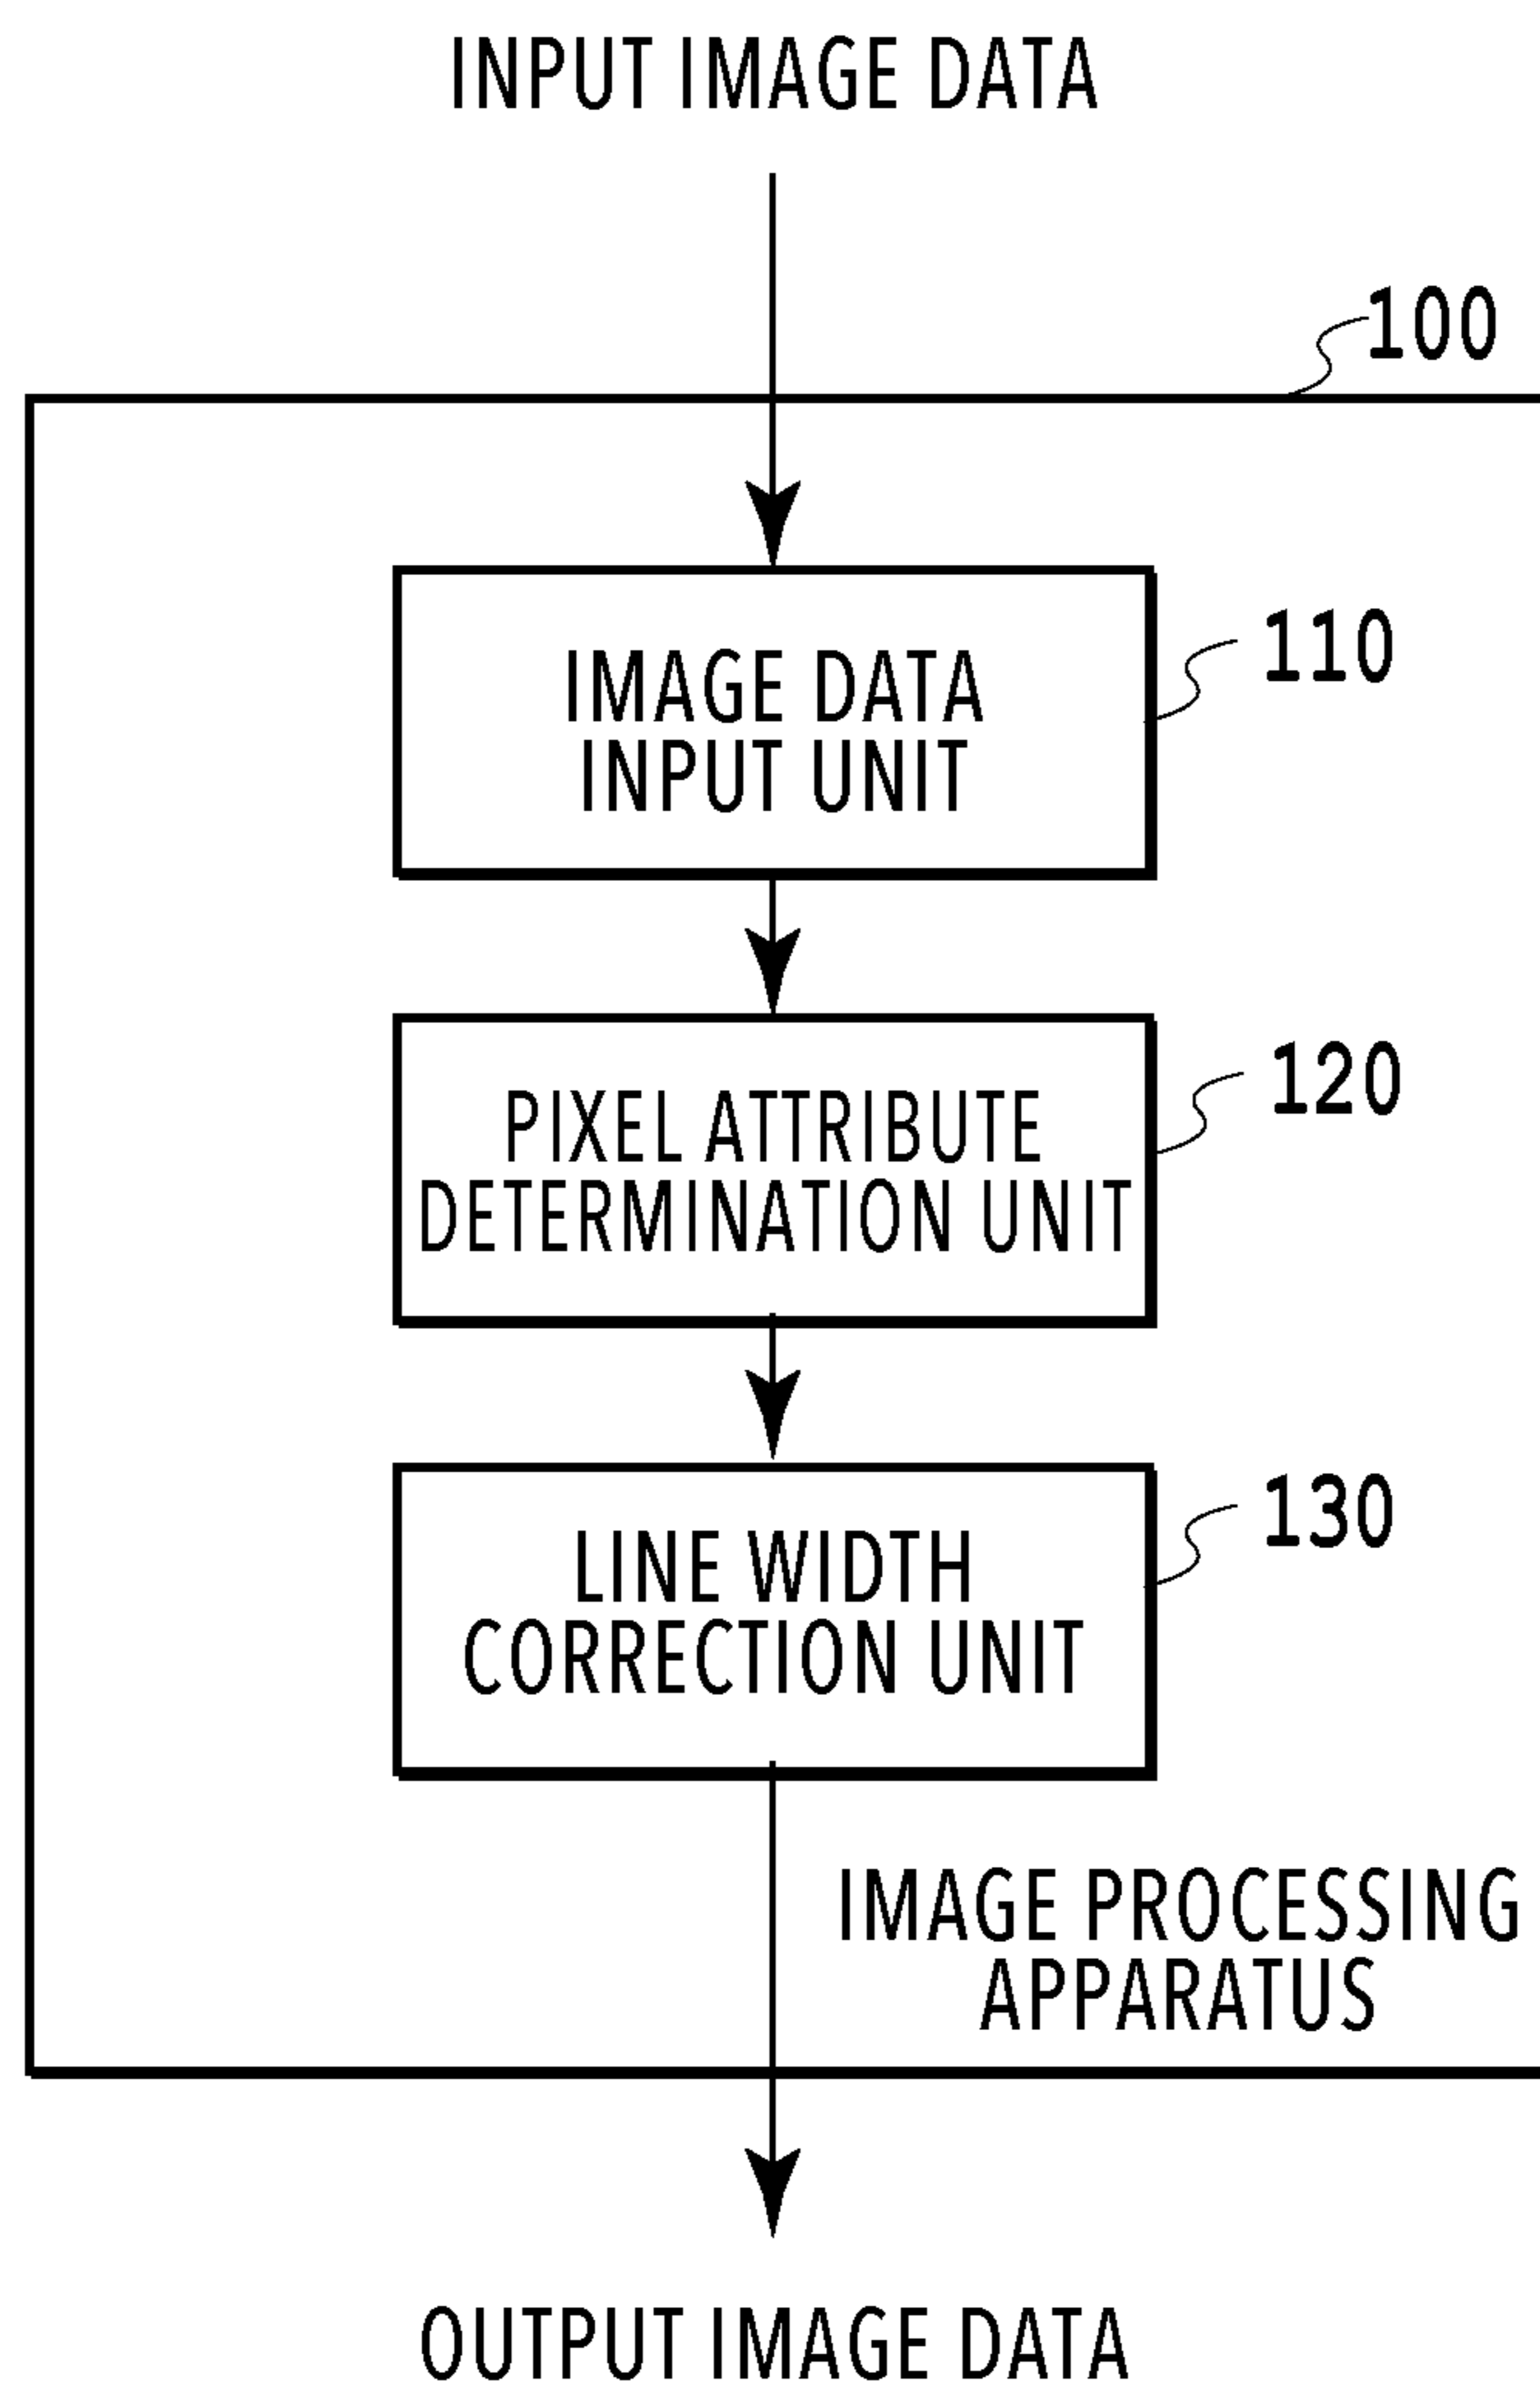 INPUT IMAGE DATA
100
IMAGE DATA
INPUT UNIT
110
PIXEL ATTRIBUTE
DETERMINATION UNIT
120
LINE WIDTH
CORRECTION UNIT
130
IMAGE PROCESSING
APPARATUS
OUTPUT IMAGE DATA